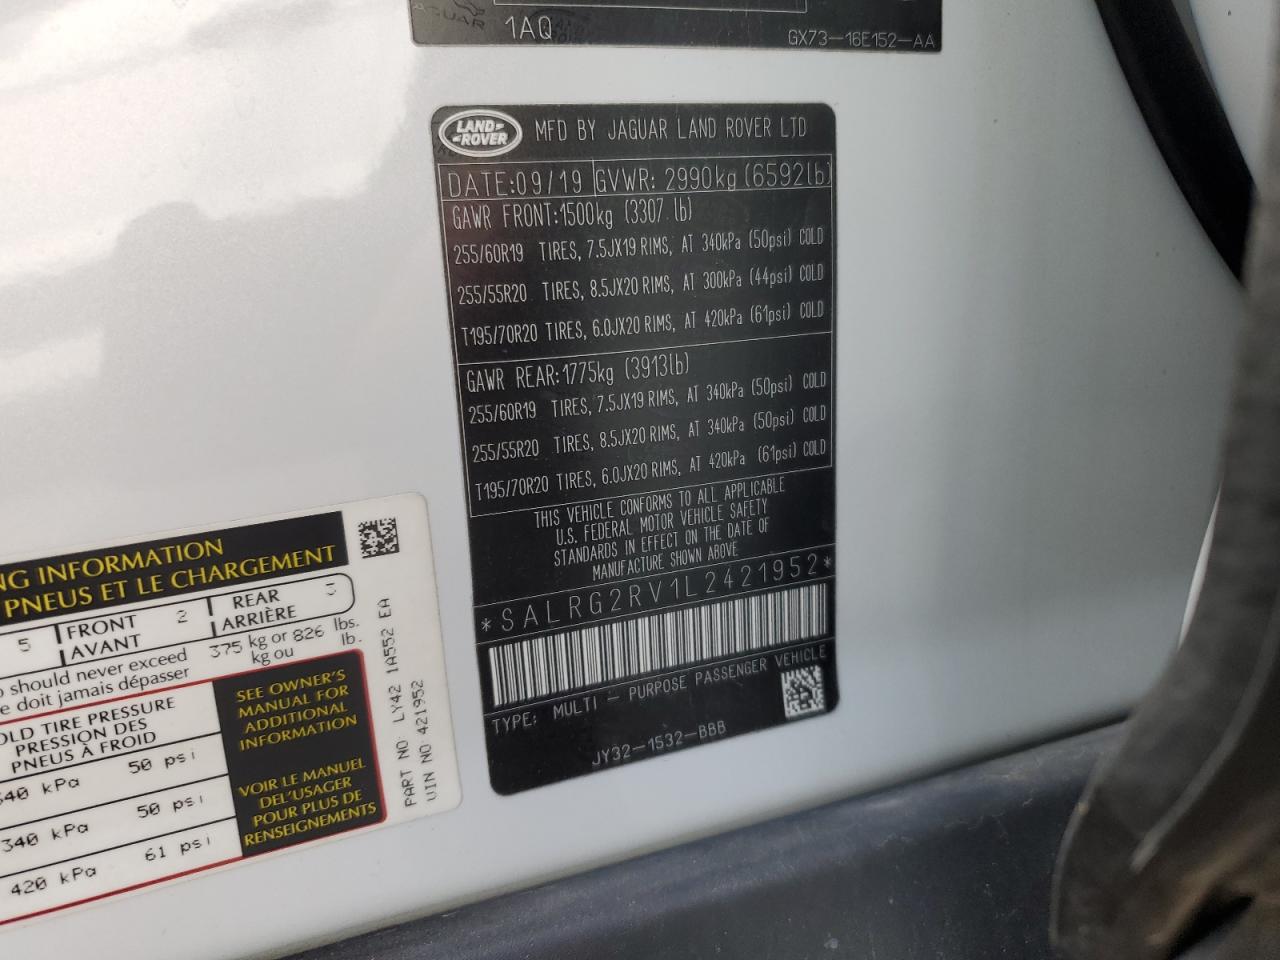 JAGUAR
1AQ
GX73-16E152-AA
LAND ROVER
MFD BY JAGUAR LAND ROVER LTD
DATE:09/19 GVWR: 2990kg (6592lb)
GAWR FRONT:1500kg (3307 lb)
255/60R19 TIRES, 7.5JX19 RIMS, AT 340kPa (50psi) COLD
255/55R20 TIRES, 8.5JX20 RIMS, AT 300kPa (44psi) COLD
T195/70R20 TIRES, 6.0JX20 RIMS, AT 420kPa (61psi) COLD
GAWR REAR:1775kg (3913lb)
255/60R19 TIRES, 7.5JX19 RIMS, AT 340kPa (50psi) COLD
255/55R20 TIRES, 8.5JX20 RIMS, AT 340kPa (50psi) COLD
T195/70R20 TIRES, 6.0JX20 RIMS, AT 420kPa (61psi) COLD
THIS VEHICLE CONFORMS TO ALL APPLICABLE
U.S. FEDERAL MOTOR VEHICLE SAFETY
STANDARDS IN EFFECT ON THE DATE OF
MANUFACTURE SHOWN ABOVE
*SALRG2RV1L2421952*
TYPE: MULTI - PURPOSE PASSENGER VEHICLE
JY32-1532-BBB
NG INFORMATION
PNEUS ET LE CHARGEMENT
5 FRONT 2 REAR 3
AVANT ARRIÈRE
should never exceed 375 kg or 826 lbs.
e doit jamais dépasser kg ou lb.
OLD TIRE PRESSURE
PRESSION DES
PNEUS À FROID
340 kPa 50 psi
340 kPa 50 psi
420 kPa 61 psi
SEE OWNER'S
MANUAL FOR
ADDITIONAL
INFORMATION
VOIR LE MANUEL
DEL'USAGER
POUR PLUS DE
RENSEIGNEMENTS
PART NO: LY42 1A552 EA
VIN NO:421952